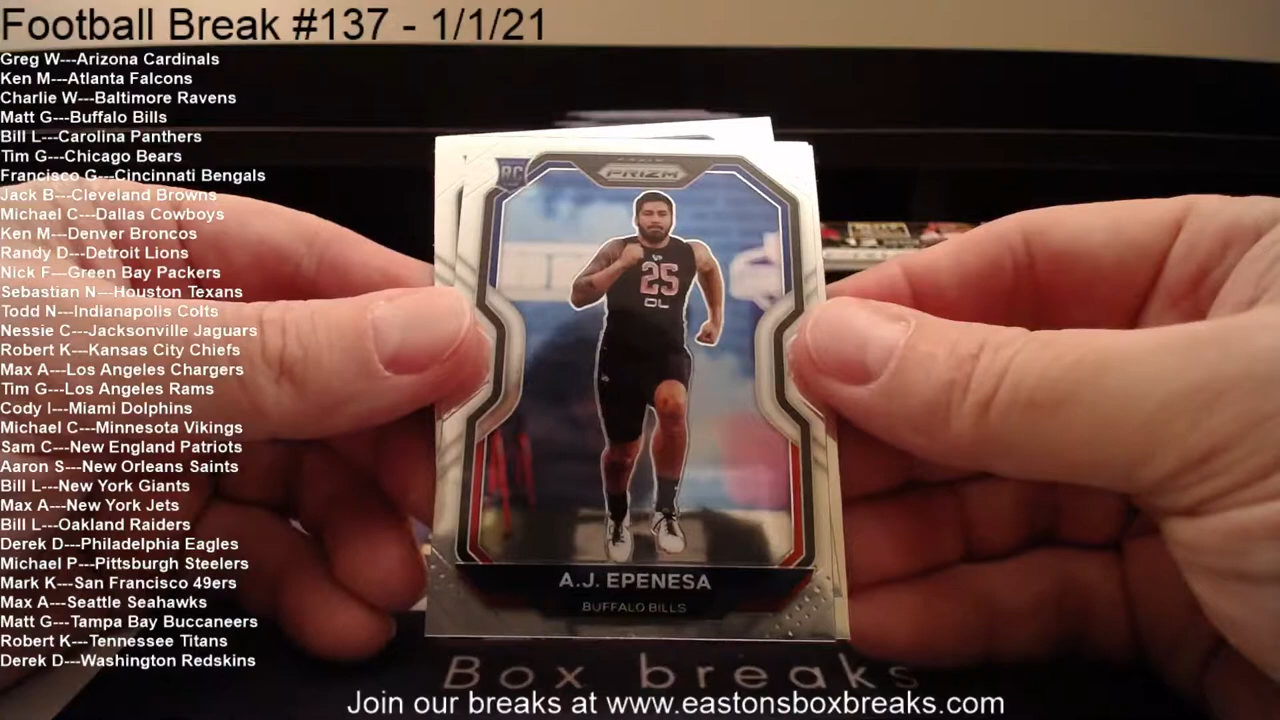 Football Break #137 - 1/1/21
Greg W---Arizona Cardinals
Ken M---Atlanta Falcons
Charlie W---Baltimore Ravens
Matt G---Buffalo Bills
Bill L---Carolina Panthers
Tim G---Chicago Bears
Francisco G---Cincinnati Bengals
Jack B---Cleveland Browns
Michael C---Dallas Cowboys
Ken M---Denver Broncos
Randy D---Detroit Lions
Nick F---Green Bay Packers
Sebastian N---Houston Texans
Todd N---Indianapolis Colts
Nessie C---Jacksonville Jaguars
Robert K---Kansas City Chiefs
Max A---Los Angeles Chargers
Tim G---Los Angeles Rams
Cody I---Miami Dolphins
Michael C---Minnesota Vikings
Sam C---New England Patriots
Aaron S---New Orleans Saints
Bill L---New York Giants
Max A---New York Jets
Bill L---Oakland Raiders
Derek D---Philadelphia Eagles
Michael P---Pittsburgh Steelers
Mark K---San Francisco 49ers
Max A---Seattle Seahawks
Matt G---Tampa Bay Buccaneers
Robert K---Tennessee Titans
Derek D---Washington Redskins
RC
PRIZM
25
OL
A.J. EPENESA
BUFFALO BILLS
Box breaks
Join our breaks at www.eastonsboxbreaks.com